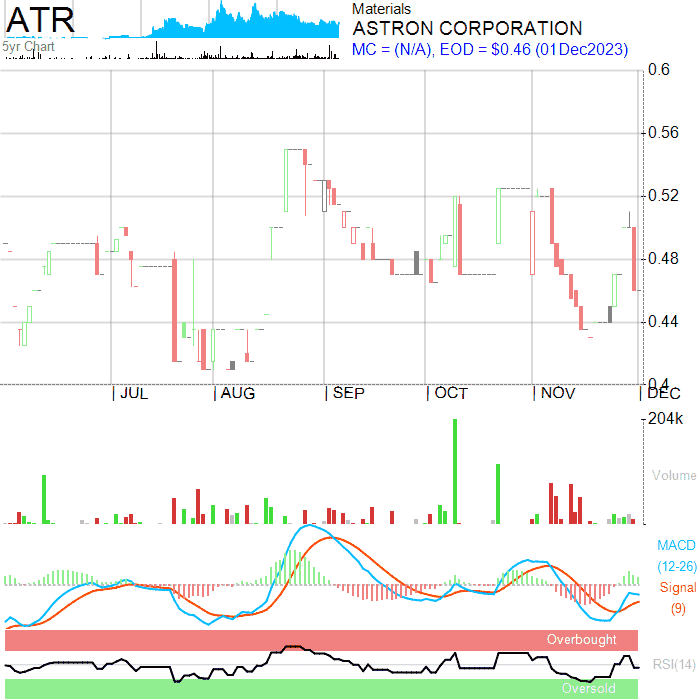 ATR
5yr Chart
Materials
ASTRON CORPORATION
MC = (N/A), EOD = $0.46 (01Dec2023)
0.6
0.56
0.52
0.48
0.44
0.4
JUL AUG SEP OCT NOV DEC
204k
Volume
MACD
(12-26)
Signal
(9)
Overbought
RSI(14)
Oversold